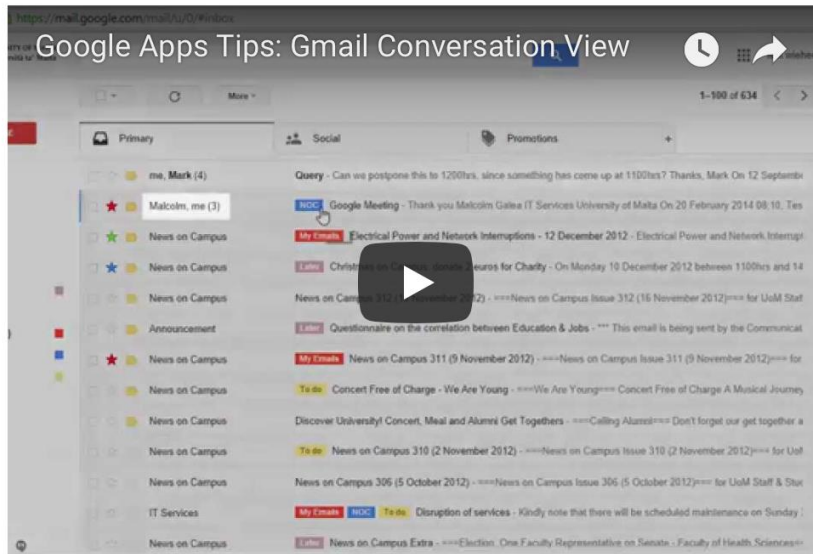 https://mail.google.com/mail/u/0/#inbox
Google Apps Tips: Gmail Conversation View
More
1–100 of 634
Primary
Social
Promotions
+
me, Mark (4) Query - Can we postpone this to 1200hrs, since something has come up at 1100hrs? Thanks, Mark On 12 Septembe
Malcolm, me (3) NOC Google Meeting - Thank you Malcolm Galea IT Services University of Malta On 20 February 2014 08:10, Ties
News on Campus My Emails Electrical Power and Network Interruptions - 12 December 2012 - Electrical Power and Network Interrupt
News on Campus Later Christmas on Campus, donate 2 euros for Charity - On Monday 10 December 2012 between 1100hrs and 14
News on Campus News on Campus 312 (16 November 2012) - ===News on Campus Issue 312 (16 November 2012)=== for UoM Staf
Announcement Later Questionnaire on the correlation between Education & Jobs - *** This email is being sent by the Communicat
News on Campus My Emails News on Campus 311 (9 November 2012) - ===News on Campus Issue 311 (9 November 2012)=== for
News on Campus To do Concert Free of Charge - We Are Young - ===We Are Young=== Concert Free of Charge A Musical Journey
News on Campus Discover University! Concert, Meal and Alumni Get Togethers - ===Calling Alumni=== Don't forget our get together a
News on Campus To do News on Campus 310 (2 November 2012) - ===News on Campus Issue 310 (2 November 2012)=== for UoM
News on Campus News on Campus 306 (5 October 2012) - ===News on Campus Issue 306 (5 October 2012)=== for UoM Staff & Stud
IT Services My Emails NOC To do Disruption of services - Kindly note that there will be scheduled maintenance on Sunday
News on Campus Later News on Campus Extra - ===Election, One Faculty Representative on Senate - Faculty of Health Sciences=